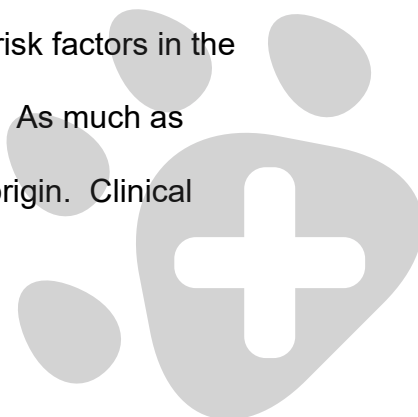 risk factors in the
As much as
origin. Clinical